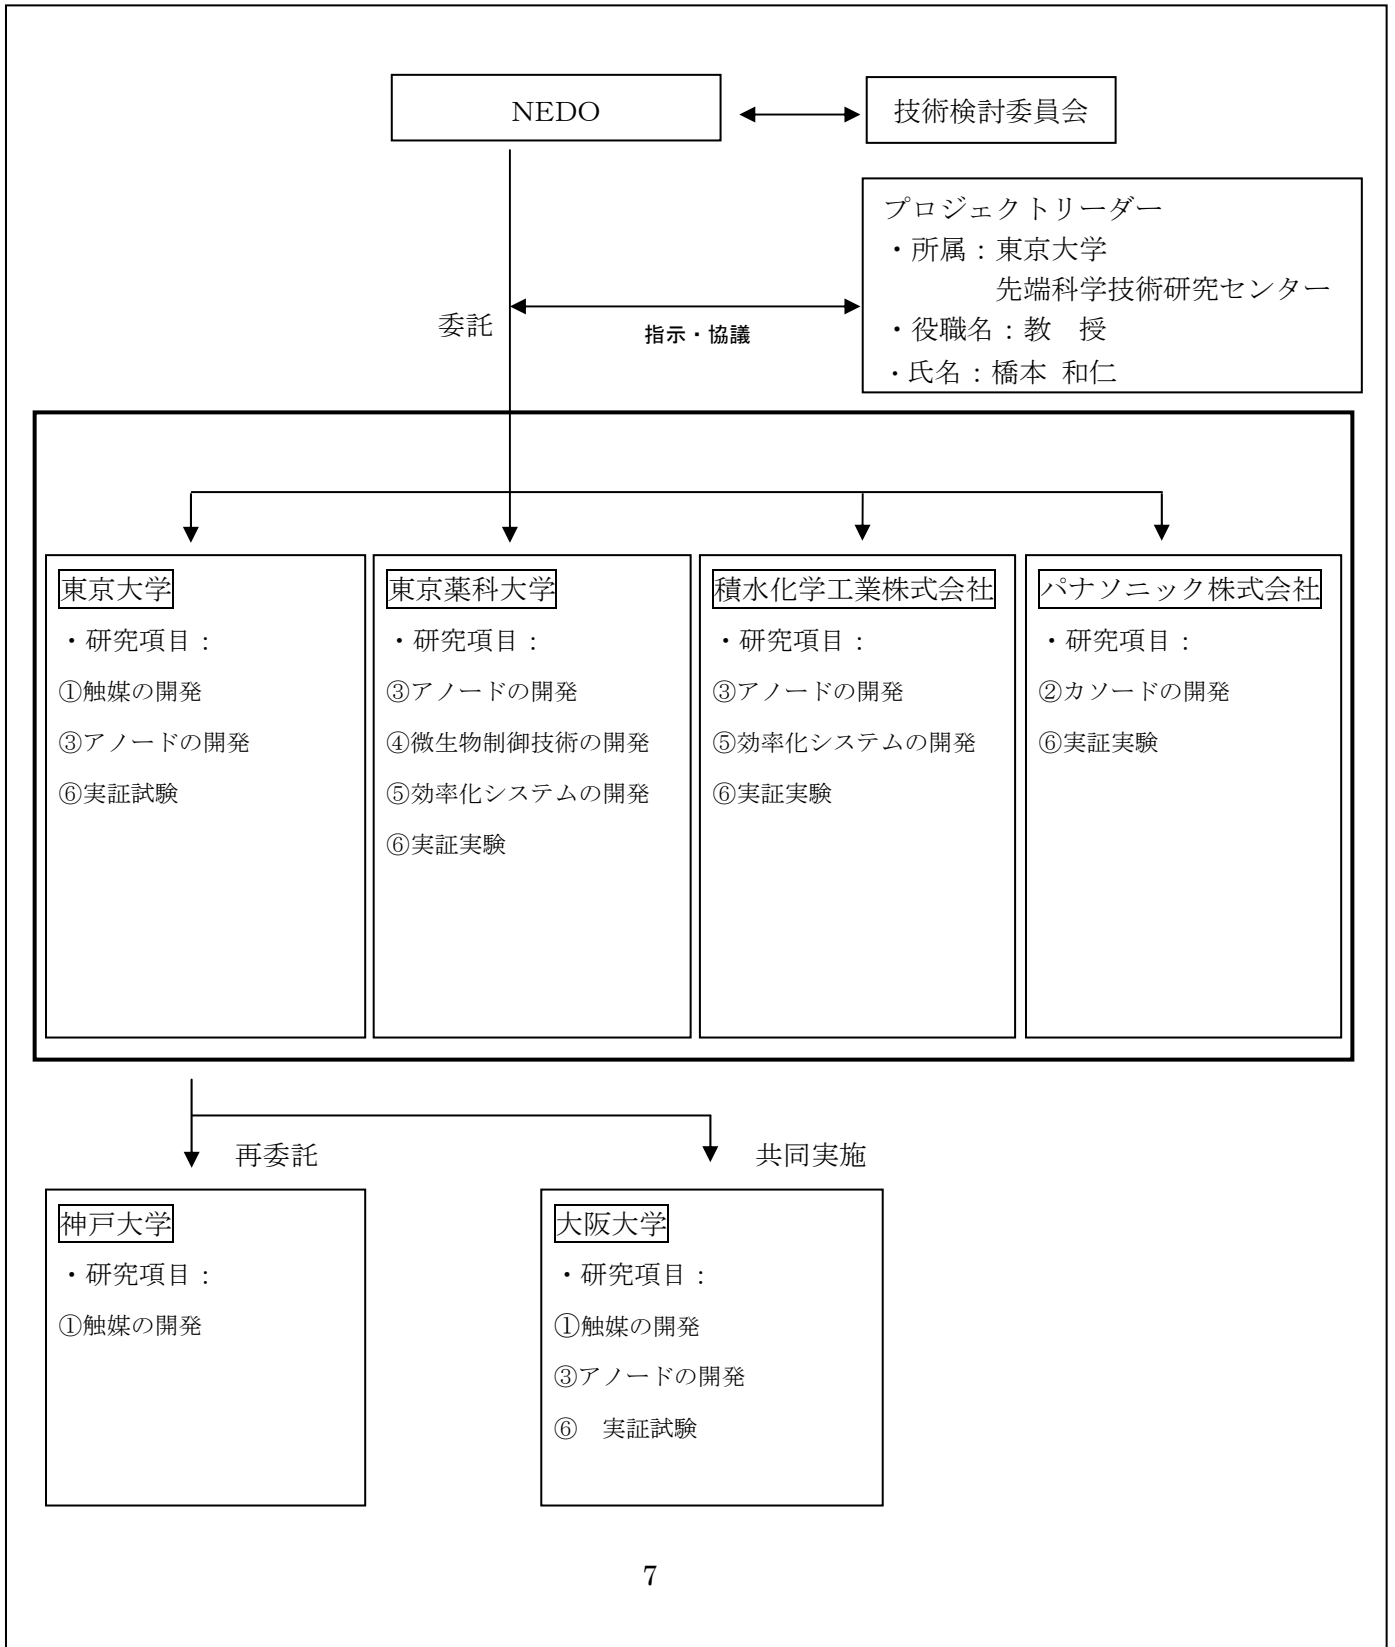 NEDO
技術検討委員会
プロジェクトリーダー
・所属：東京大学
先端科学技術研究センター
・役職名：教　授
・氏名：橋本 和仁
委託
指示・協議
東京大学
・研究項目：
①触媒の開発
③アノードの開発
⑥実証試験
東京薬科大学
・研究項目：
③アノードの開発
④微生物制御技術の開発
⑤効率化システムの開発
⑥実証実験
積水化学工業株式会社
・研究項目：
③アノードの開発
⑤効率化システムの開発
⑥実証実験
パナソニック株式会社
・研究項目：
②カソードの開発
⑥実証実験
再委託
共同実施
神戸大学
・研究項目：
①触媒の開発
大阪大学
・研究項目：
①触媒の開発
③アノードの開発
⑥　実証試験
7